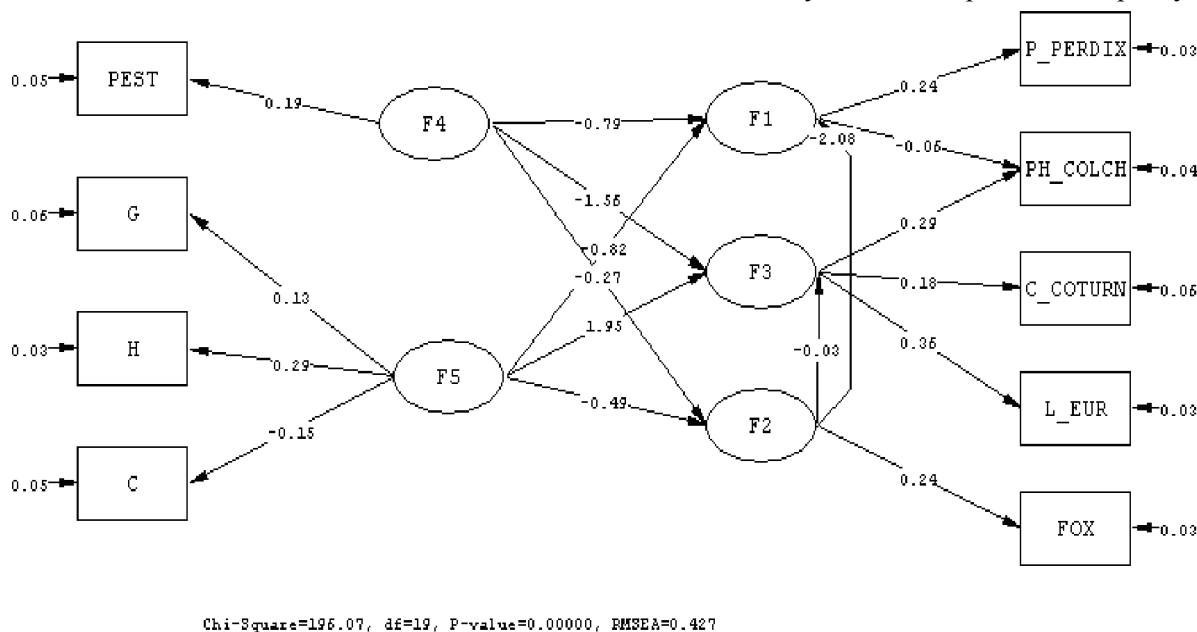 PEST
0.05
G
0.06
H
0.03
C
0.05
0.19
0.13
0.29
-0.15
F4
F5
-0.79
-1.56
-0.82
-0.27
1.95
-0.49
F1
F3
F2
-2.08
-0.03
0.24
-0.06
0.29
0.18
0.36
0.24
P_PERDIX
0.03
PH_COLCH
0.04
C_COTURN
0.06
L_EUR
0.03
FOX
0.03
Chi-Square=196.07, df=19, P-value=0.00000, RMSEA=0.427